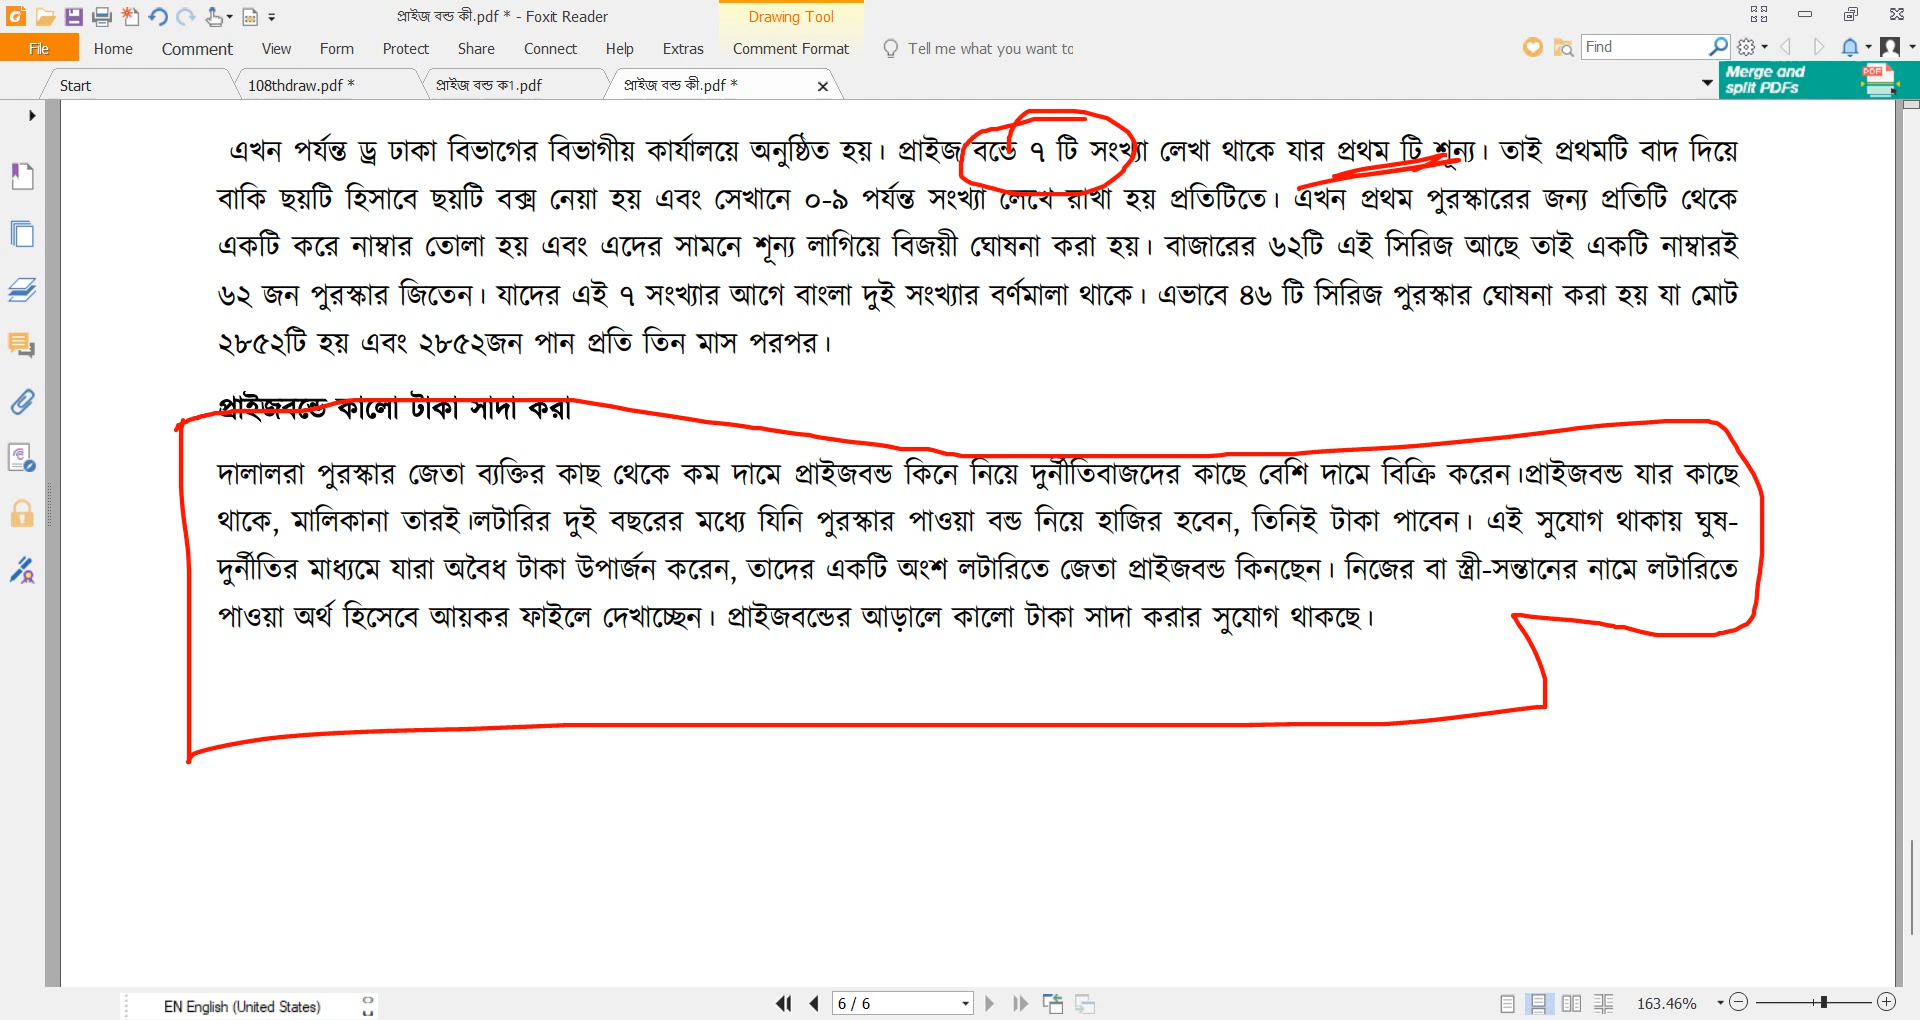 প্রাইজ বন্ড কী.pdf * - Foxit Reader
Drawing Tool
File Home Comment View Form Protect Share Connect Help Extras Comment Format Tell me what you want to
Find
Start 108thdraw.pdf * প্রাইজ বন্ড ক1.pdf প্রাইজ বন্ড কী.pdf *
Merge and
split PDFs
PDF
এখন পর্যন্ত ড্র ঢাকা বিভাগের বিভাগীয় কার্যালয়ে অনুষ্ঠিত হয়। প্রাইজ বন্ডে ৭ টি সংখ্যা লেখা থাকে যার প্রথম টি শূন্য। তাই প্রথমটি বাদ দিয়ে
বাকি ছয়টি হিসাবে ছয়টি বক্স নেয়া হয় এবং সেখানে ০-৯ পর্যন্ত সংখ্যা লেখে রাখা হয় প্রতিটিতে। এখন প্রথম পুরস্কারের জন্য প্রতিটি থেকে
একটি করে নাম্বার তোলা হয় এবং এদের সামনে শূন্য লাগিয়ে বিজয়ী ঘোষনা করা হয়। বাজারের ৬২টি এই সিরিজ আছে তাই একটি নাম্বারই
৬২ জন পুরস্কার জিতেন। যাদের এই ৭ সংখ্যার আগে বাংলা দুই সংখ্যার বর্ণমালা থাকে। এভাবে ৪৬ টি সিরিজ পুরস্কার ঘোষনা করা হয় যা মোট
২৮৫২টি হয় এবং ২৮৫২জন পান প্রতি তিন মাস পরপর।
প্রাইজবন্ডে কালো টাকা সাদা করা
দালালরা পুরস্কার জেতা ব্যক্তির কাছ থেকে কম দামে প্রাইজবন্ড কিনে নিয়ে দুর্নীতিবাজদের কাছে বেশি দামে বিক্রি করেন।প্রাইজবন্ড যার কাছে
থাকে, মালিকানা তারই।লটারির দুই বছরের মধ্যে যিনি পুরস্কার পাওয়া বন্ড নিয়ে হাজির হবেন, তিনিই টাকা পাবেন। এই সুযোগ থাকায় ঘুষ-
দুর্নীতির মাধ্যমে যারা অবৈধ টাকা উপার্জন করেন, তাদের একটি অংশ লটারিতে জেতা প্রাইজবন্ড কিনছেন। নিজের বা স্ত্রী-সন্তানের নামে লটারিতে
পাওয়া অর্থ হিসেবে আয়কর ফাইলে দেখাচ্ছেন। প্রাইজবন্ডের আড়ালে কালো টাকা সাদা করার সুযোগ থাকছে।
EN English (United States)
6 / 6
163.46%